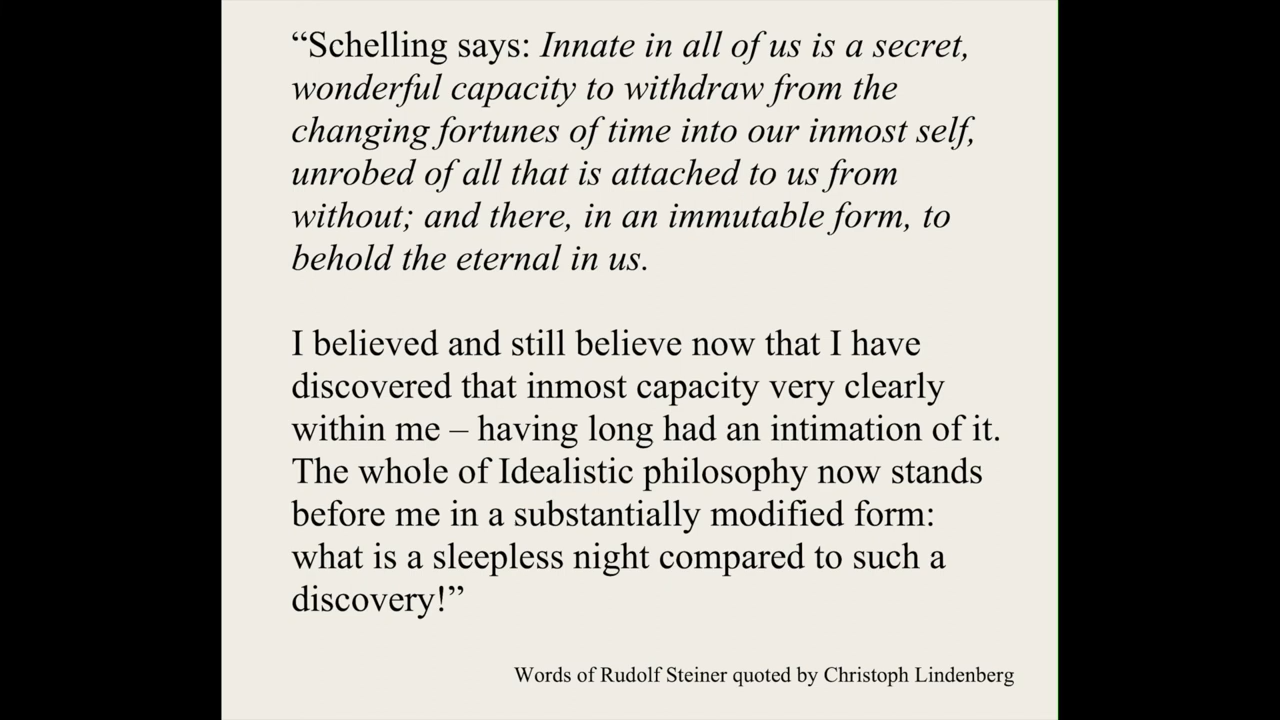 “Schelling says: Innate in all of us is a secret,
wonderful capacity to withdraw from the
changing fortunes of time into our inmost self,
unrobed of all that is attached to us from
without; and there, in an immutable form, to
behold the eternal in us.
I believed and still believe now that I have
discovered that inmost capacity very clearly
within me – having long had an intimation of it.
The whole of Idealistic philosophy now stands
before me in a substantially modified form:
what is a sleepless night compared to such a
discovery!”
Words of Rudolf Steiner quoted by Christoph Lindenberg